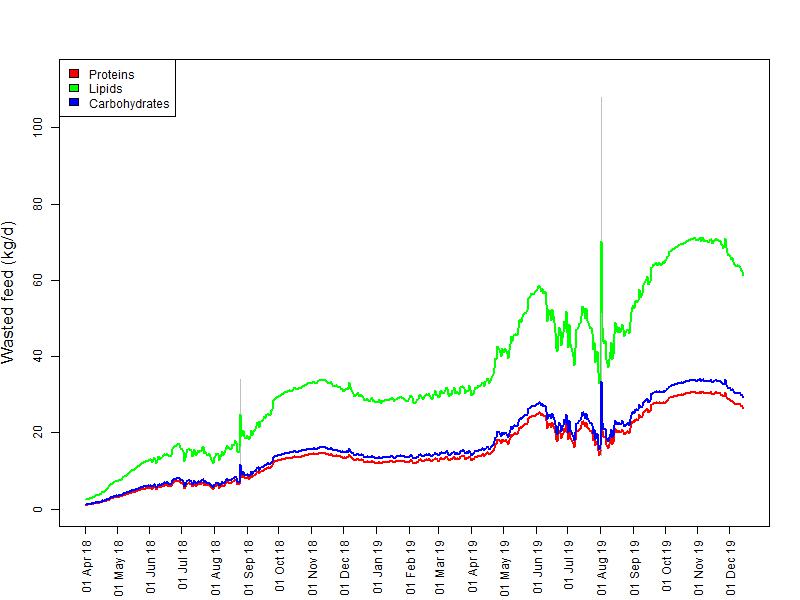 Proteins
Lipids
Carbohydrates
Wasted feed (kg/d)
100
80
60
40
20
0
01 Apr 18
01 May 18
01 Jun 18
01 Jul 18
01 Aug 18
01 Sep 18
01 Oct 18
01 Nov 18
01 Dec 18
01 Jan 19
01 Feb 19
01 Mar 19
01 Apr 19
01 May 19
01 Jun 19
01 Jul 19
01 Aug 19
01 Sep 19
01 Oct 19
01 Nov 19
01 Dec 19